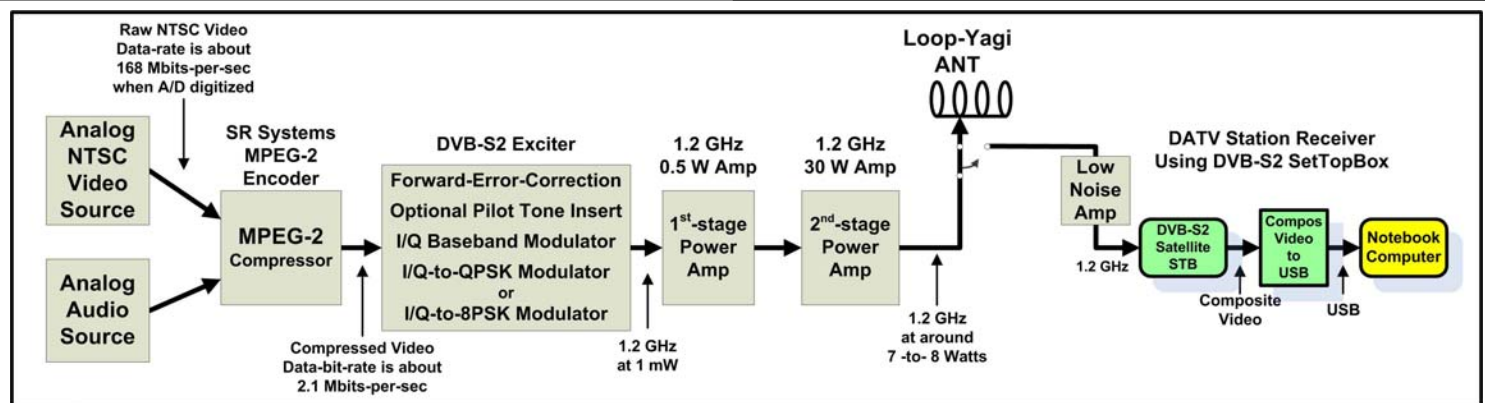 Raw NTSC Video
Data-rate is about
168 Mbits-per-sec
when A/D digitized
Analog
NTSC
Video
Source
Analog
Audio
Source
SR Systems
MPEG-2
Encoder
MPEG-2
Compressor
Compressed Video
Data-bit-rate is about
2.1 Mbits-per-sec
DVB-S2 Exciter
Forward-Error-Correction
Optional Pilot Tone Insert
I/Q Baseband Modulator
I/Q-to-QPSK Modulator
or
I/Q-to-8PSK Modulator
1.2 GHz
at 1 mW
1.2 GHz
0.5 W Amp
1st-stage
Power
Amp
1.2 GHz
30 W Amp
2nd-stage
Power
Amp
1.2 GHz
at around
7 -to- 8 Watts
Loop-Yagi
ANT
Low
Noise
Amp
1.2 GHz
DATV Station Receiver
Using DVB-S2 SetTopBox
DVB-S2
Satellite
STB
Composite
Video
Compos
Video
to
USB
USB
Notebook
Computer